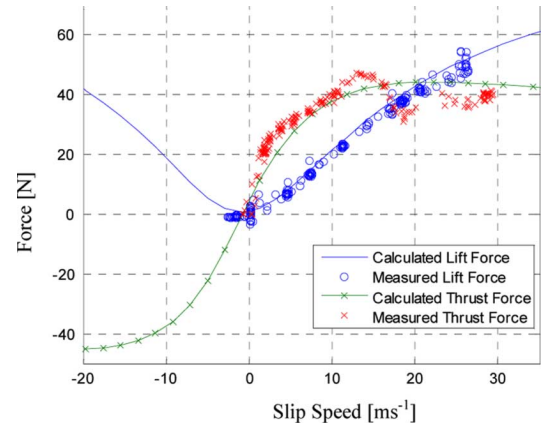 60
40
20
0
-20
-40
Force [N]
Calculated Lift Force
Measured Lift Force
Calculated Thrust Force
Measured Thrust Force
-20 -10 0 10 20 30
Slip Speed [ms⁻¹]